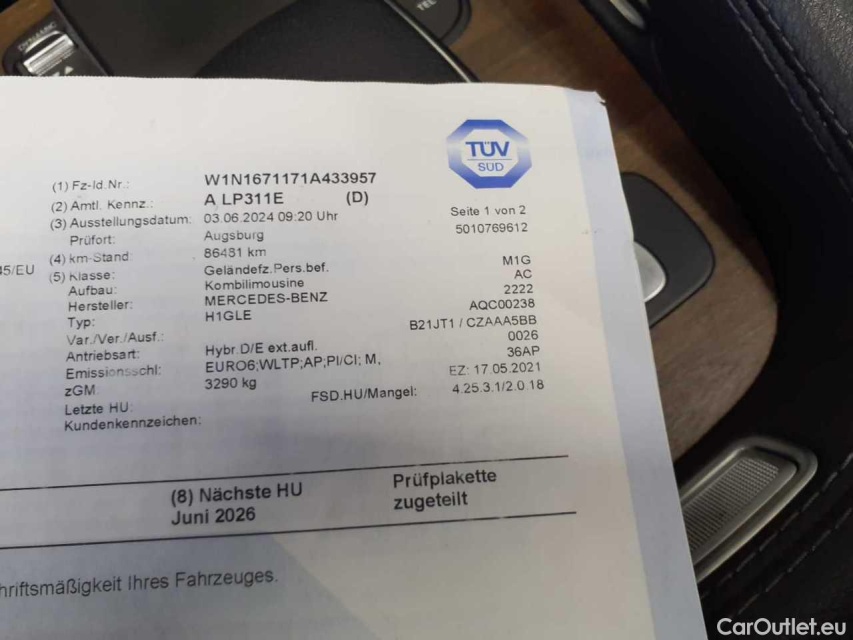 DYNAMIC
TEL
TÜV
SÜD
(1) Fz-Id.Nr.: W1N1671171A433957
(2) Amtl. Kennz.: A LP311E (D)
(3) Ausstellungsdatum: 03.06.2024 09:20 Uhr Seite 1 von 2
Prüfort: Augsburg 5010769612
(4) km-Stand: 86431 km
45/EU (5) Klasse: Geländefz.Pers.bef. M1G
Aufbau: Kombilimousine AC
Hersteller: MERCEDES-BENZ 2222
Typ: H1GLE AQC00238
Var./Ver./Ausf.: B21JT1 / CZAAA5BB
Antriebsart: Hybr.D/E ext.aufl. 0026
Emissionsschl: EURO6;WLTP;AP;PI/CI; M, 36AP
zGM: 3290 kg EZ: 17.05.2021
Letzte HU: FSD.HU/Mangel: 4.25.3.1/2.0.18
Kundenkennzeichen:
(8) Nächste HU Prüfplakette
Juni 2026 zugeteilt
hriftsmäßigkeit Ihres Fahrzeuges.
CarOutlet.eu